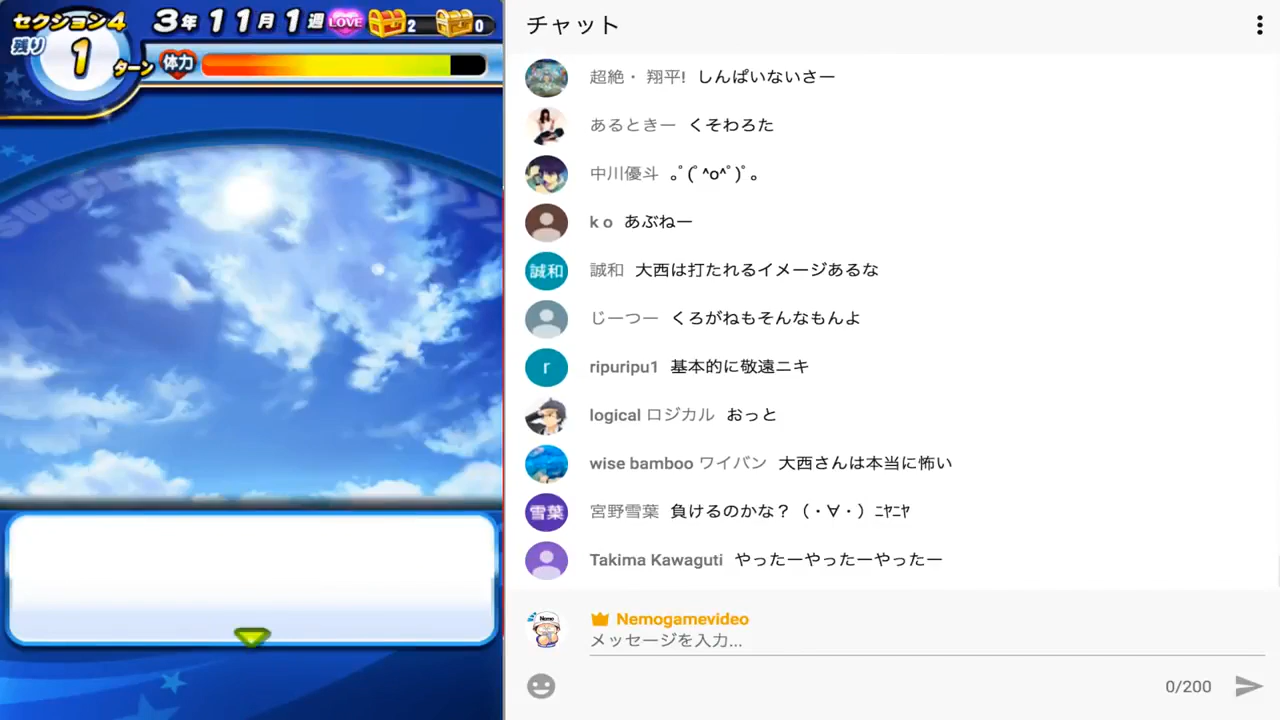 セクション4
残り
1
ターン
3年 11月 1週
LOVE
2
0
体力
SUCCE
チャット
超絶・ 翔平! しんぱいないさー
あるときー くそわろた
中川優斗 ｡ﾟ(ﾟ^o^ﾟ)ﾟ｡
k o あぶねー
誠和
誠和 大西は打たれるイメージあるな
じーつー くろがねもそんなもんよ
r
ripuripu1 基本的に敬遠ニキ
logical ロジカル おっと
wise bamboo ワイバン 大西さんは本当に怖い
雪葉
宮野雪葉 負けるのかな？（・∀・）ﾆﾔﾆﾔ
Takima Kawaguti やったーやったーやったー
Nemo
Nemogamevideo
メッセージを入力...
0/200